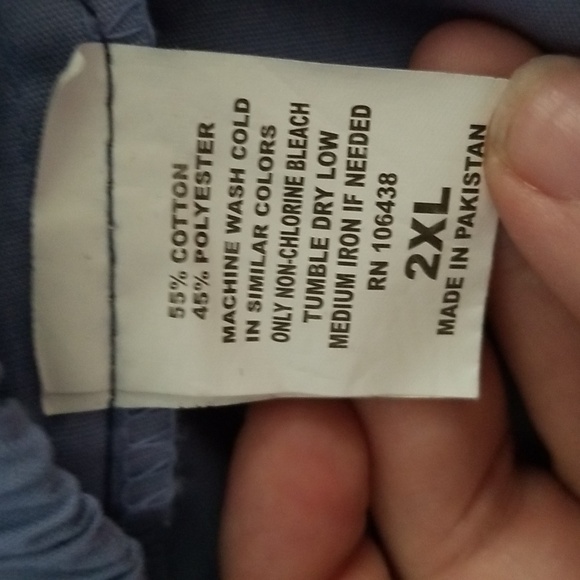 55% COTTON
45% POLYESTER
MACHINE WASH COLD
IN SIMILAR COLORS
ONLY NON-CHLORINE BLEACH
TUMBLE DRY LOW
MEDIUM IRON IF NEEDED
RN 106438
2XL
MADE IN PAKISTAN